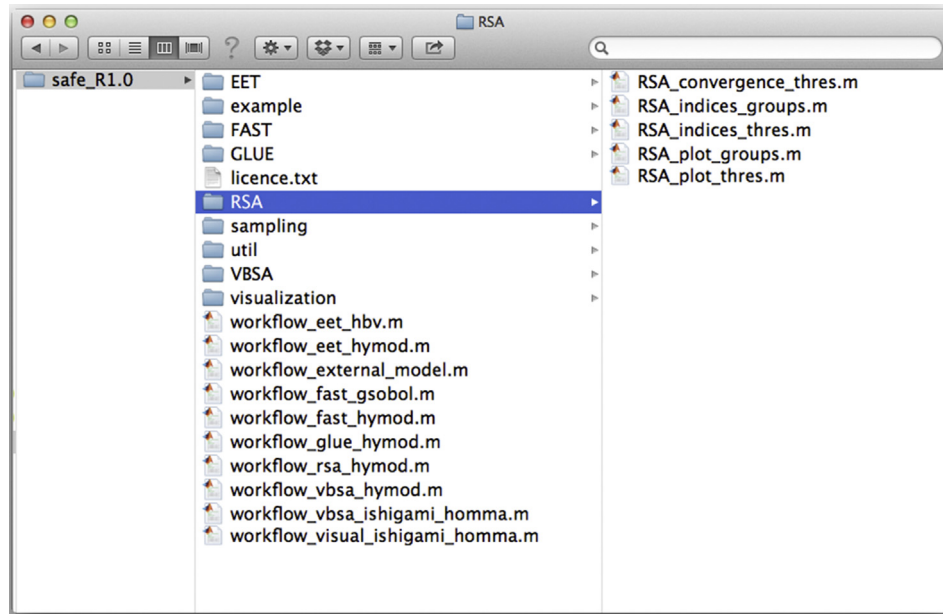 RSA
safe_R1.0
EET
example
FAST
GLUE
licence.txt
RSA
sampling
util
VBSA
visualization
workflow_eet_hbv.m
workflow_eet_hymod.m
workflow_external_model.m
workflow_fast_gsobol.m
workflow_fast_hymod.m
workflow_glue_hymod.m
workflow_rsa_hymod.m
workflow_vbsa_hymod.m
workflow_vbsa_ishigami_homma.m
workflow_visual_ishigami_homma.m
RSA_convergence_thres.m
RSA_indices_groups.m
RSA_indices_thres.m
RSA_plot_groups.m
RSA_plot_thres.m